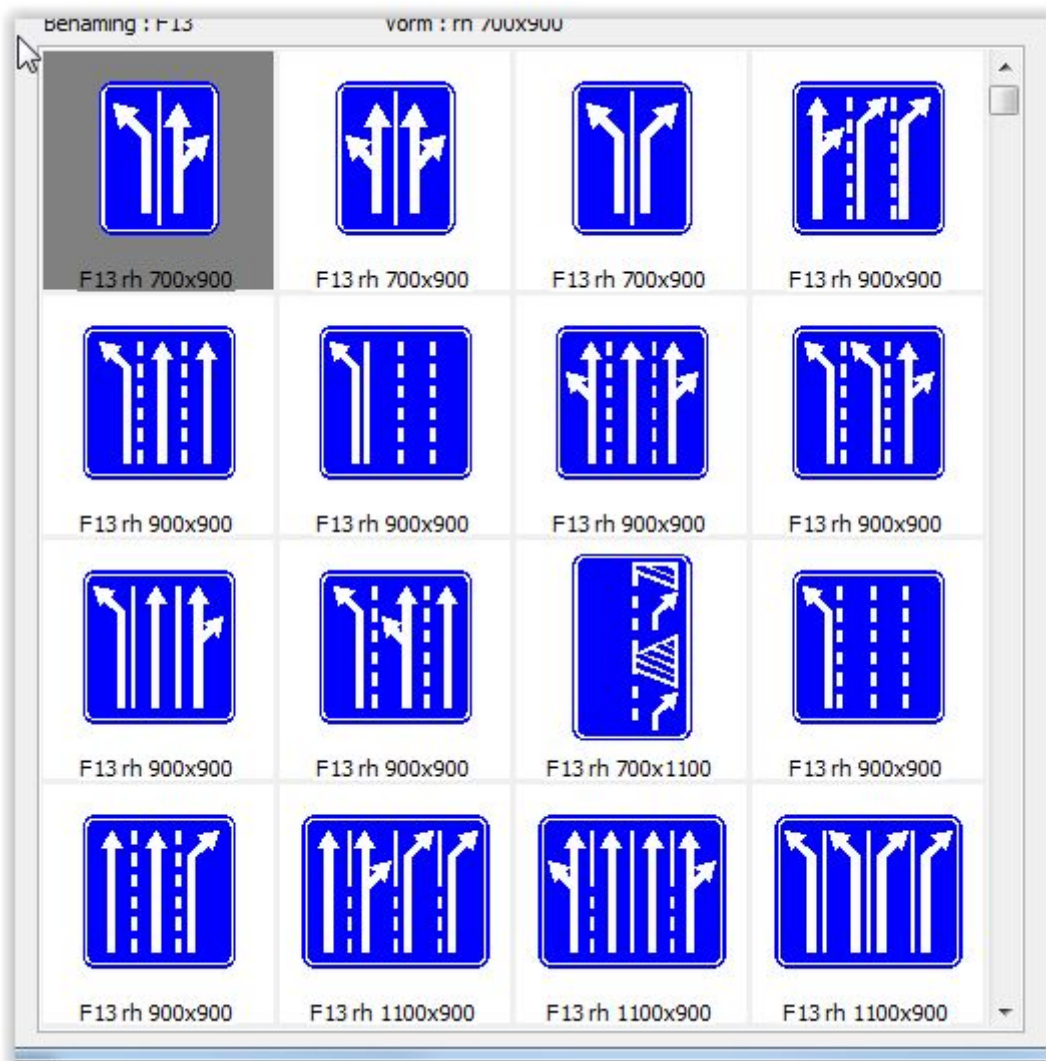 Benaming : F13 Vorm : rh 700x900
F13 rh 700x900 F13 rh 700x900 F13 rh 700x900 F13 rh 900x900
F13 rh 900x900 F13 rh 900x900 F13 rh 900x900 F13 rh 900x900
F13 rh 900x900 F13 rh 900x900 F13 rh 700x1100 F13 rh 900x900
F13 rh 900x900 F13 rh 1100x900 F13 rh 1100x900 F13 rh 1100x900